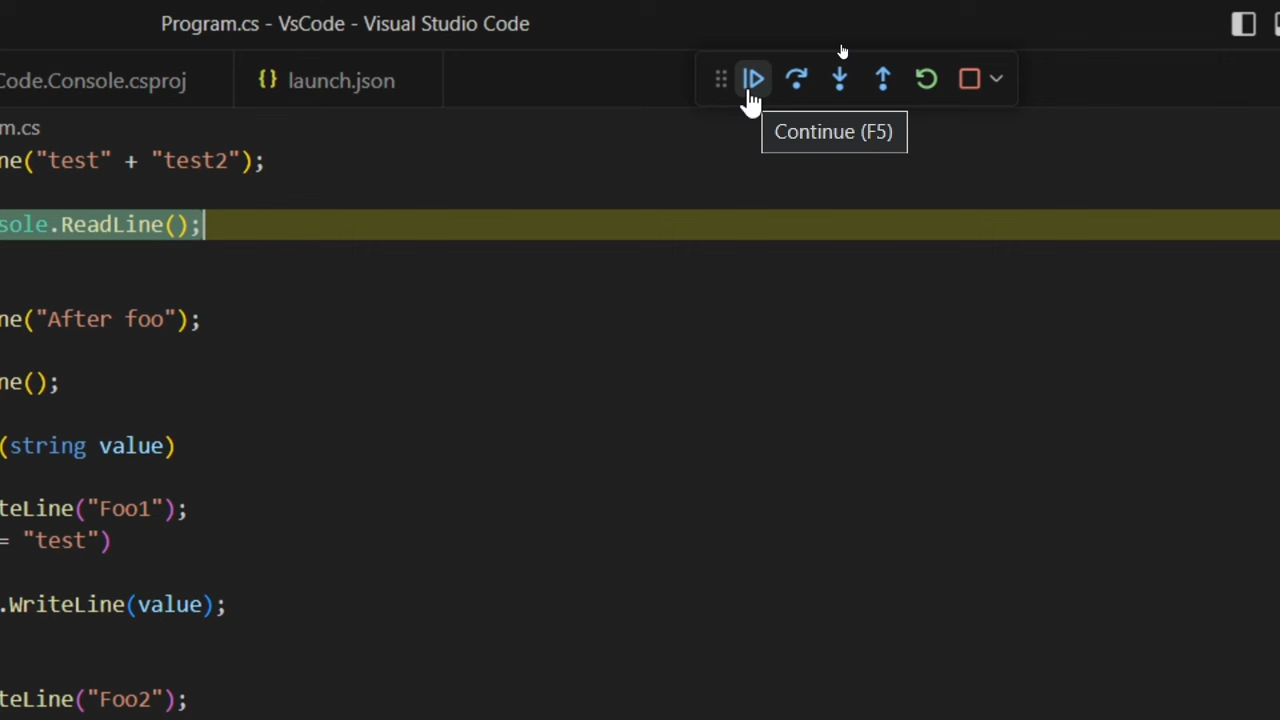 Program.cs - VsCode - Visual Studio Code
Code.Console.csproj
{} launch.json
Continue (F5)
m.cs
ne("test" + "test2");
sole.ReadLine();
ne("After foo");
ne();
(string value)
teLine("Foo1");
= "test")
.WriteLine(value);
teLine("Foo2");